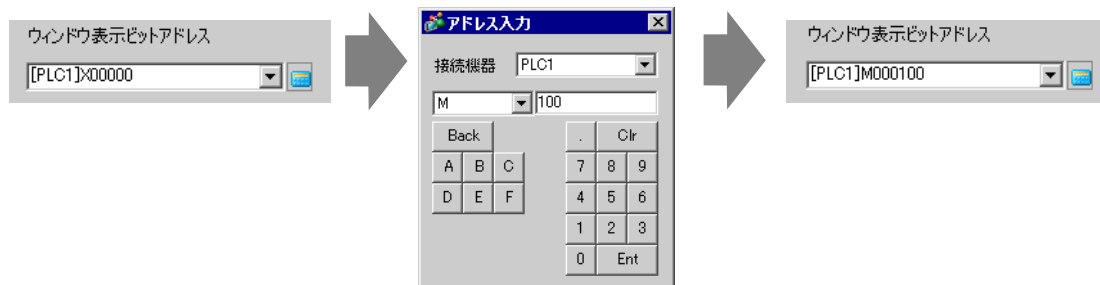 ウィンドウ表示ビットアドレス
[PLC1]X00000
アドレス入力
接続機器 PLC1
M 100
Back . Clr
A B C 7 8 9
D E F 4 5 6
1 2 3
0 Ent
ウィンドウ表示ビットアドレス
[PLC1]M000100